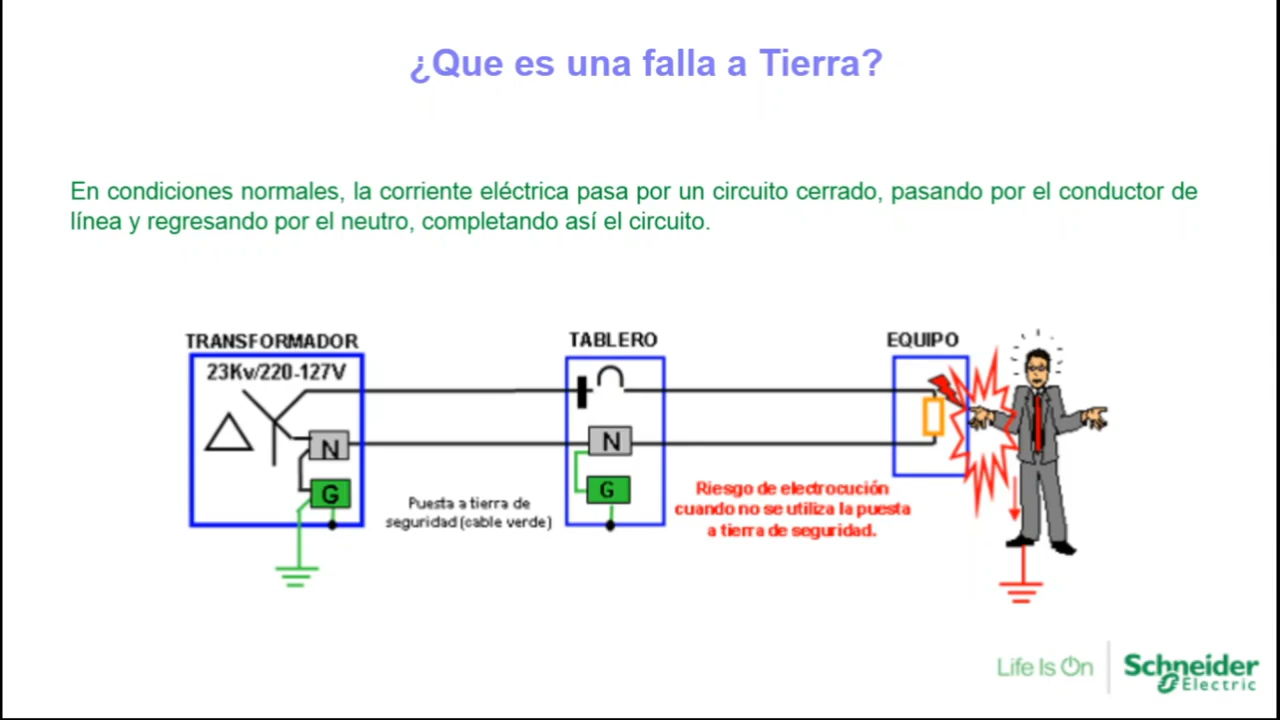 ¿Que es una falla a Tierra?
En condiciones normales, la corriente eléctrica pasa por un circuito cerrado, pasando por el conductor de
línea y regresando por el neutro, completando así el circuito.
TRANSFORMADOR
TABLERO
EQUIPO
23Kv/220-127V
N
N
G
G
Puesta a tierra de
seguridad (cable verde)
Riesgo de electrocución
cuando no se utiliza la puesta
a tierra de seguridad.
Life Is On
Schneider
Electric